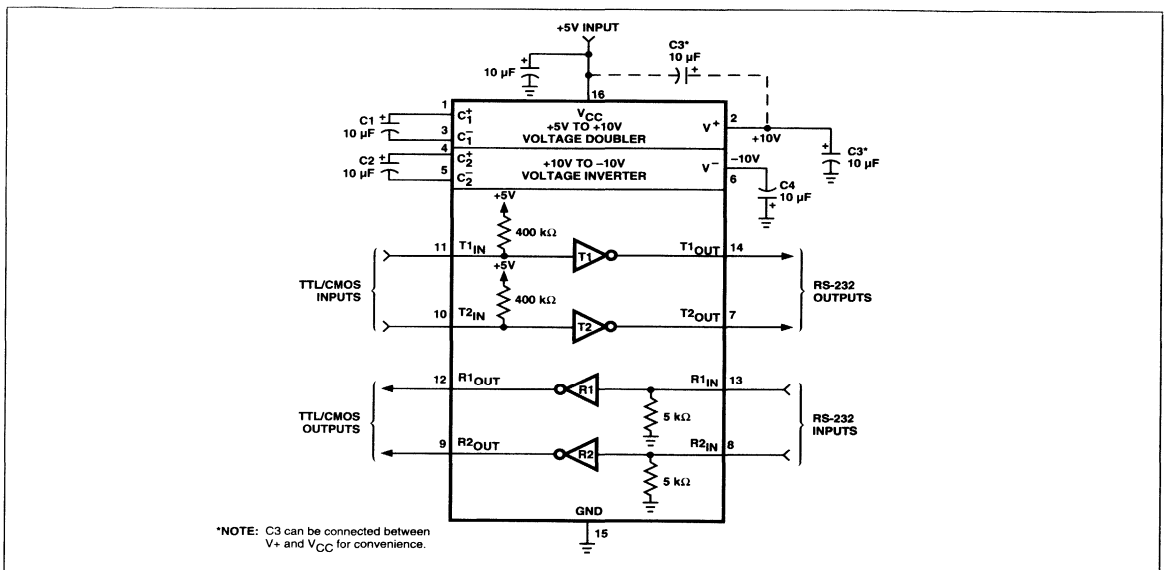 +5V INPUT
C3*
10 µF
+
10 µF
+
16
1
C1
10 µF
+
3
C1+
C1−
VCC
+5V TO +10V
VOLTAGE DOUBLER
V+
2
+10V
C3*
10 µF
+
4
C2
10 µF
+
5
C2+
C2−
+10V TO –10V
VOLTAGE INVERTER
V−
–10V
6
C4
10 µF
+
+5V
400 kΩ
11
T1IN
T1
T1OUT
14
TTL/CMOS
INPUTS
+5V
400 kΩ
RS-232
OUTPUTS
10
T2IN
T2
T2OUT
7
12
R1OUT
R1
R1IN
13
5 kΩ
TTL/CMOS
OUTPUTS
RS-232
INPUTS
9
R2OUT
R2
R2IN
8
5 kΩ
GND
15
*NOTE: C3 can be connected between
V+ and VCC for convenience.